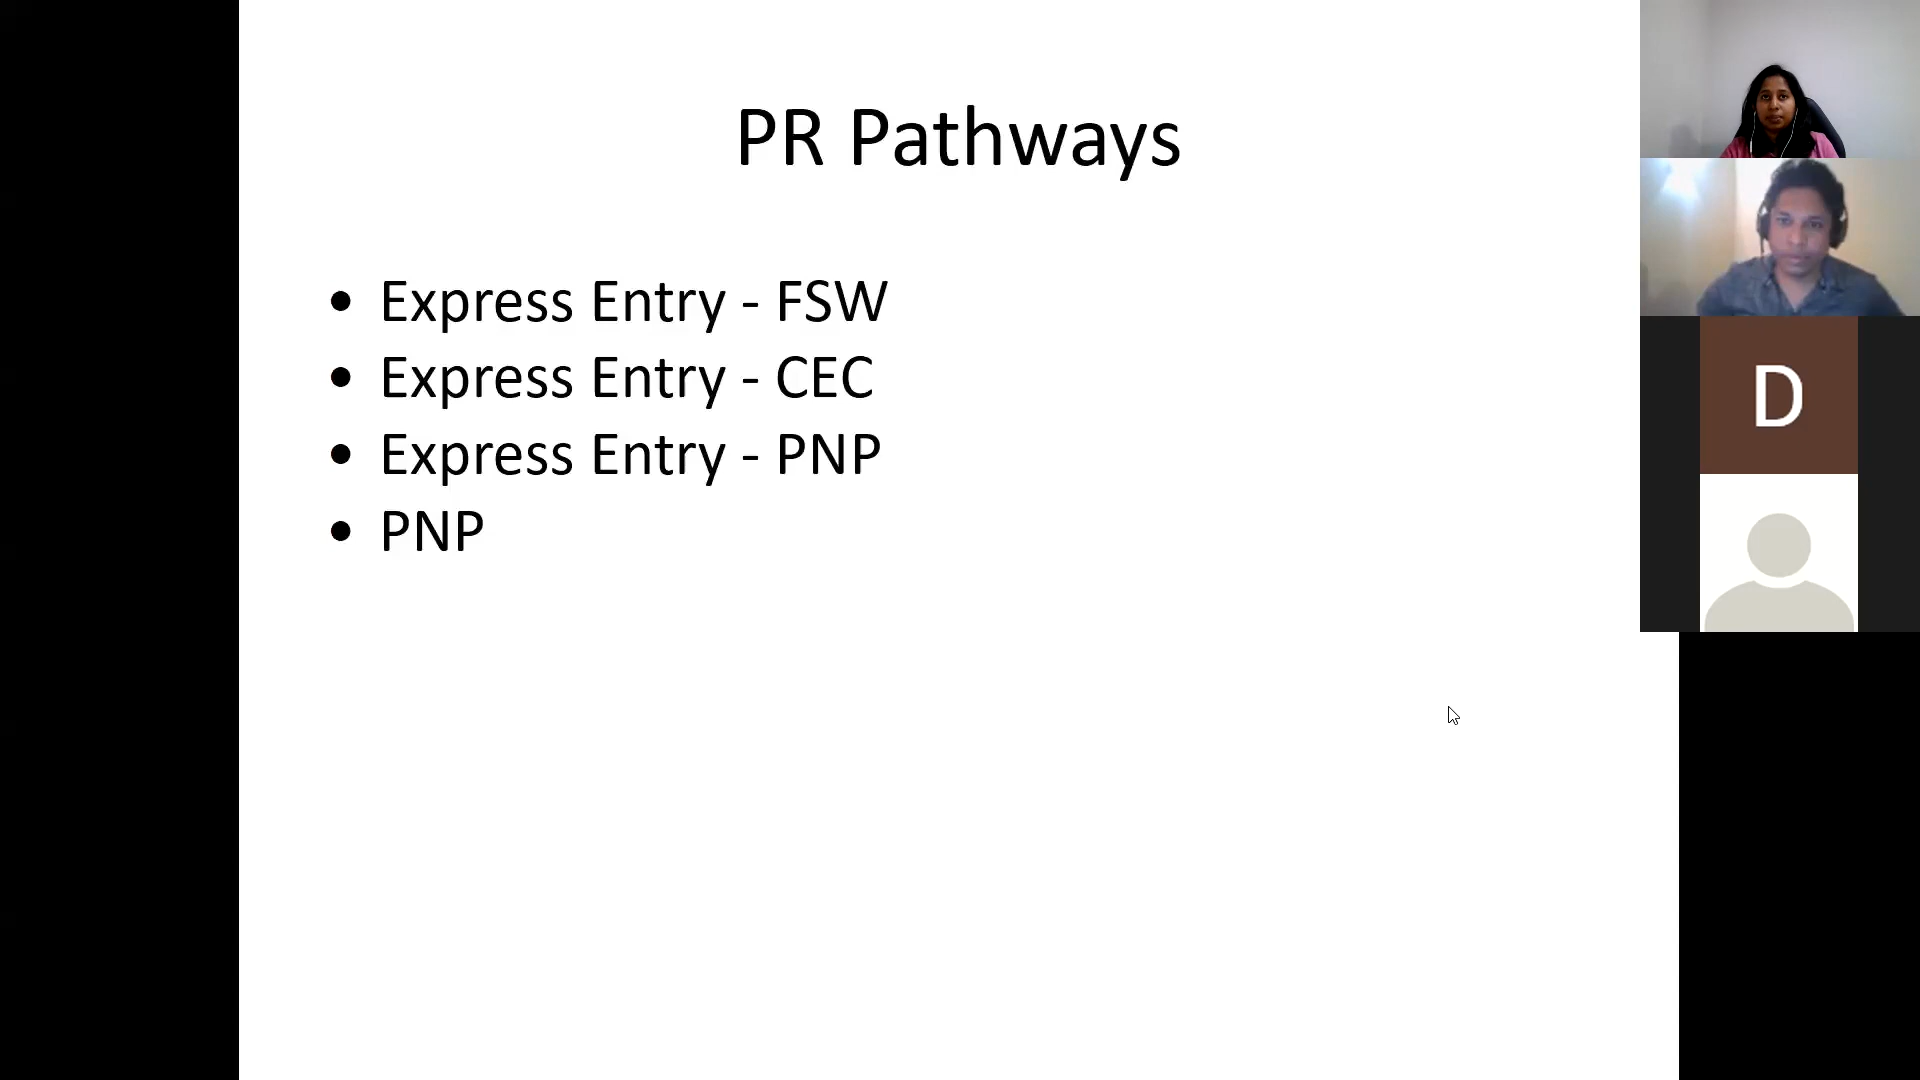 PR Pathways
• Express Entry - FSW
• Express Entry - CEC
• Express Entry - PNP
• PNP
D